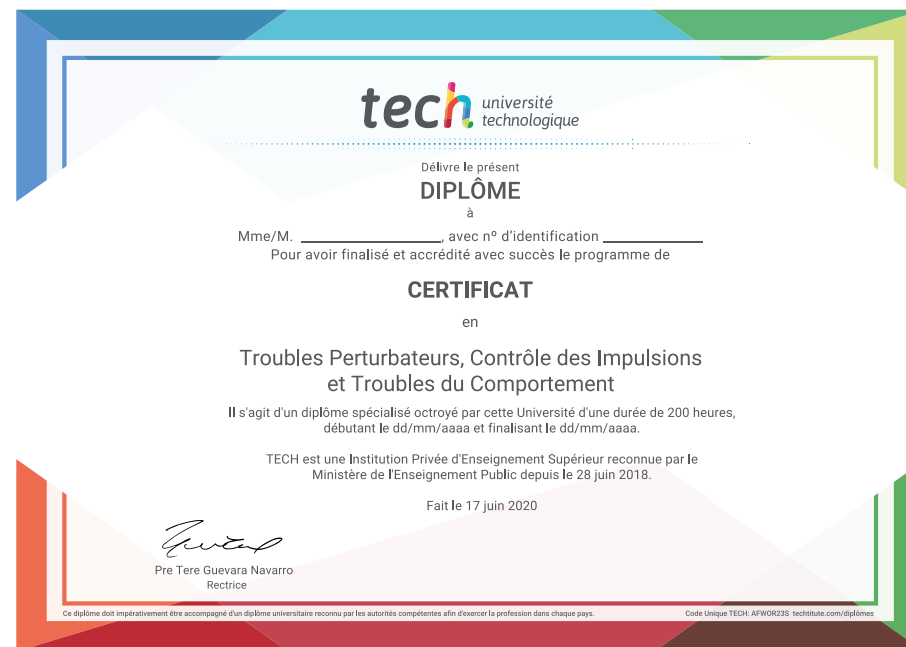 tech université
technologique
Délivre le présent
DIPLÔME
à
Mme/M. ____________________, avec nº d'identification ______________
Pour avoir finalisé et accrédité avec succès le programme de
CERTIFICAT
en
Troubles Perturbateurs, Contrôle des Impulsions
et Troubles du Comportement
Il s'agit d'un diplôme spécialisé octroyé par cette Université d'une durée de 200 heures,
débutant le dd/mm/aaaa et finalisant le dd/mm/aaaa.
TECH est une Institution Privée d'Enseignement Supérieur reconnue par le
Ministère de l'Enseignement Public depuis le 28 juin 2018.
Fait le 17 juin 2020
Pre Tere Guevara Navarro
Rectrice
Ce diplôme doit impérativement être accompagné d'un diplôme universitaire reconnu par les autorités compétentes afin d'exercer la profession dans chaque pays.
Code Unique TECH: AFWOR23S techtitute.com/diplômes